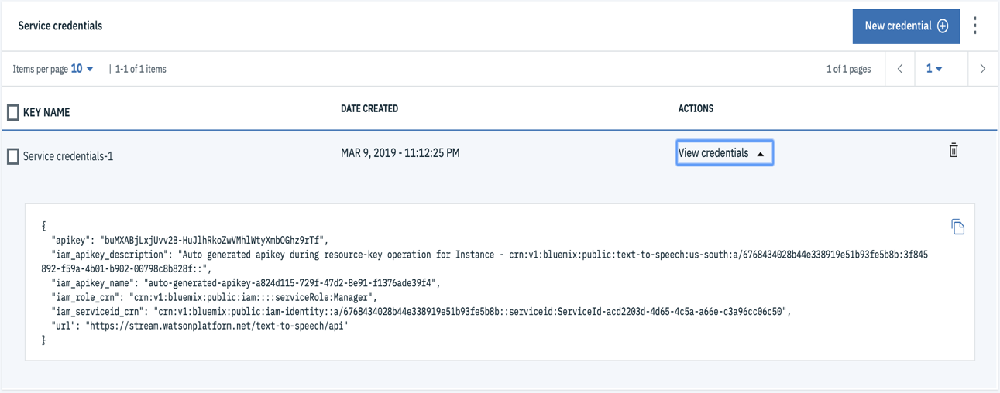 Service credentials
New credential
Items per page 10 | 1-1 of 1 items
1 of 1 pages
1
KEY NAME DATE CREATED ACTIONS
Service credentials-1 MAR 9, 2019 - 11:12:25 PM View credentials
{
"apikey": "buMXABjLxjUvv2B-HuJlhRkoZwVMhlWtyXmbOGhz9rTf",
"iam_apikey_description": "Auto generated apikey during resource-key operation for Instance - crn:v1:bluemix:public:text-to-speech:us-south:a/6768434028b44e338919e51b93fe5b8b:3f845
892-f59a-4b01-b902-00798c8b828f::",
"iam_apikey_name": "auto-generated-apikey-a824d115-729f-47d2-8e91-f1376ade39f4",
"iam_role_crn": "crn:v1:bluemix:public:iam::::serviceRole:Manager",
"iam_serviceid_crn": "crn:v1:bluemix:public:iam-identity::a/6768434028b44e338919e51b93fe5b8b::serviceid:ServiceId-acd2203d-4d65-4c5a-a66e-c3a96cc06c50",
"url": "https://stream.watsonplatform.net/text-to-speech/api"
}